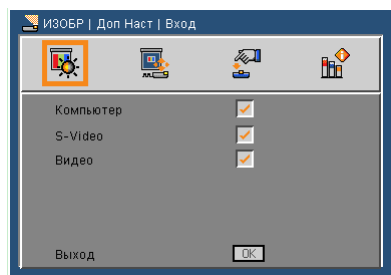 ИЗОБР | Доп Наст | Вход
Компьютер
S-Video
Видео
Выход OK